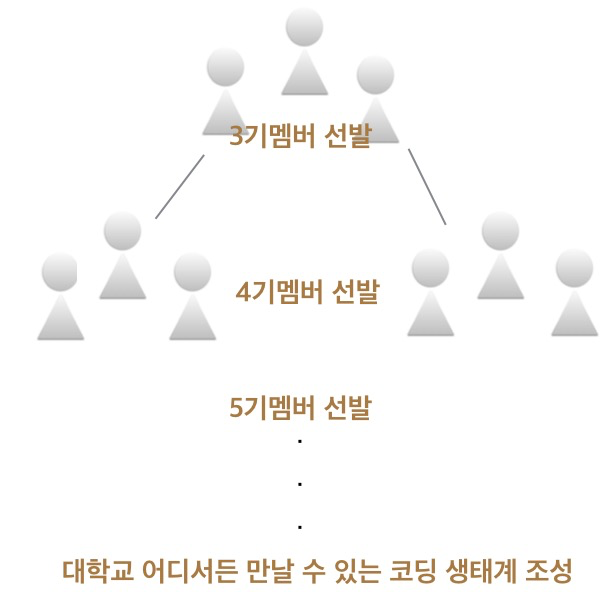 3기멤버 선발
4기멤버 선발
5기멤버 선발
.
.
.
대학교 어디서든 만날 수 있는 코딩 생태계 조성